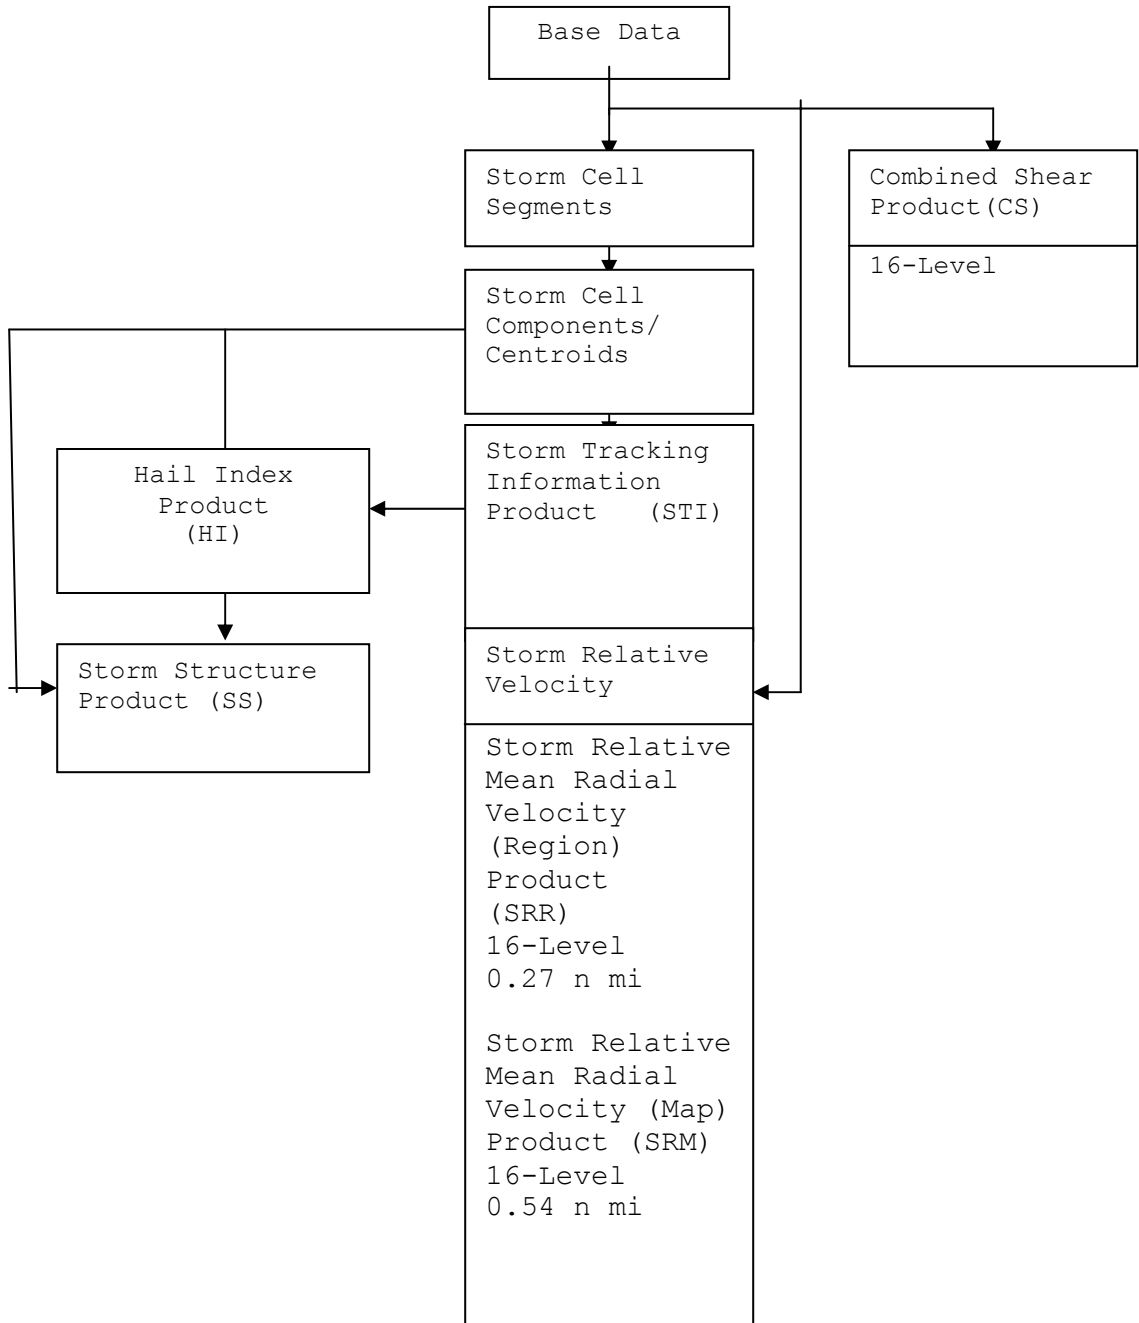 Base Data
Storm Cell
Segments
Combined Shear
Product(CS)
16-Level
Storm Cell
Components/
Centroids
Storm Tracking
Information
Product (STI)
Hail Index
Product
(HI)
Storm Structure
Product (SS)
Storm Relative
Velocity
Storm Relative
Mean Radial
Velocity
(Region)
Product
(SRR)
16-Level
0.27 n mi
Storm Relative
Mean Radial
Velocity (Map)
Product (SRM)
16-Level
0.54 n mi